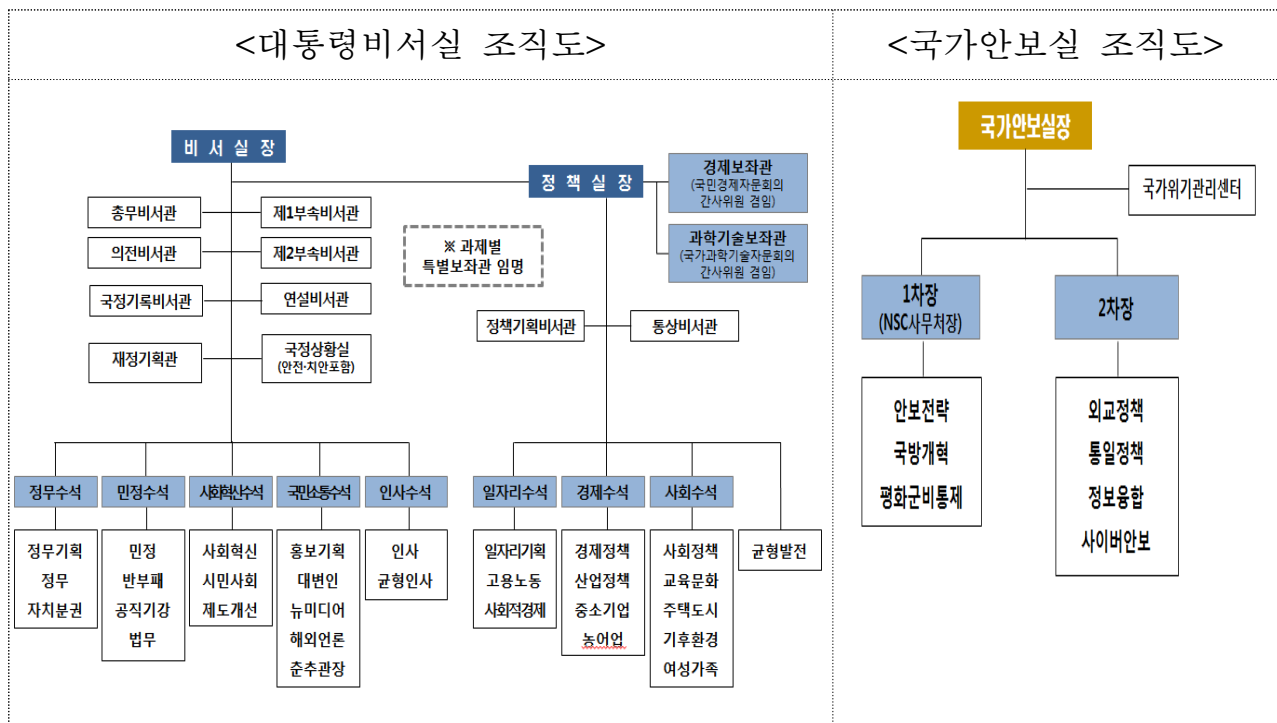 <대통령비서실 조직도>
<국가안보실 조직도>
비 서 실 장
정 책 실 장
경제보좌관
(국민경제자문회의
간사위원 겸임)
과학기술보좌관
(국가과학기술자문회의
간사위원 겸임)
총무비서관
제1부속비서관
의전비서관
제2부속비서관
국정기록비서관
연설비서관
재정기획관
국정상황실
(안전·치안포함)
※ 과제별
특별보좌관 임명
정책기획비서관
통상비서관
정무수석
민정수석
사회혁신수석
국민소통수석
인사수석
일자리수석
경제수석
사회수석
정무기획
정무
자치분권
민정
반부패
공직기강
법무
사회혁신
시민사회
제도개선
홍보기획
대변인
뉴미디어
해외언론
춘추관장
인사
균형인사
일자리기획
고용노동
사회적경제
경제정책
산업정책
중소기업
농어업
사회정책
교육문화
주택도시
기후환경
여성가족
균형발전
국가안보실장
국가위기관리센터
1차장
(NSC사무처장)
2차장
안보전략
국방개혁
평화군비통제
외교정책
통일정책
정보융합
사이버안보